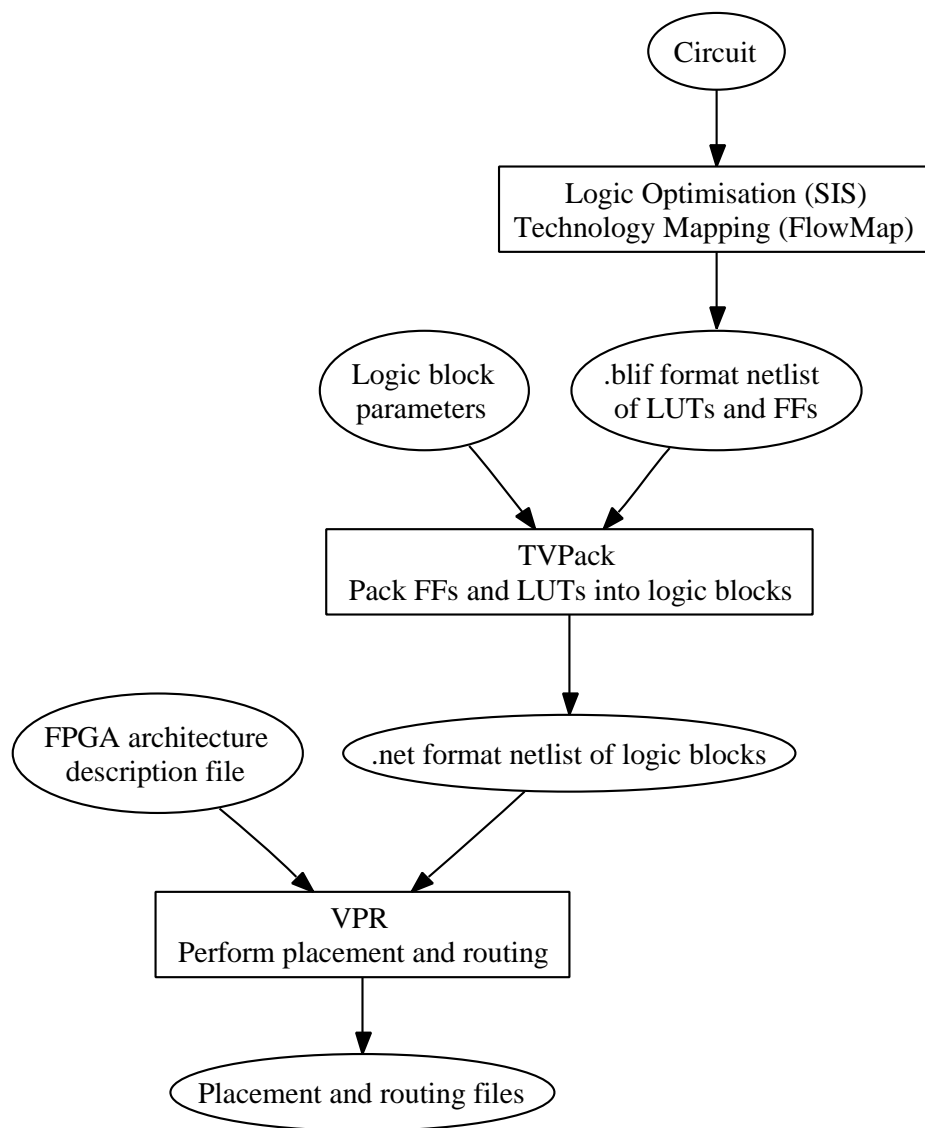 Circuit
Logic Optimisation (SIS)
Technology Mapping (FlowMap)
Logic block
parameters
.blif format netlist
of LUTs and FFs
TVPack
Pack FFs and LUTs into logic blocks
FPGA architecture
description file
.net format netlist of logic blocks
VPR
Perform placement and routing
Placement and routing files